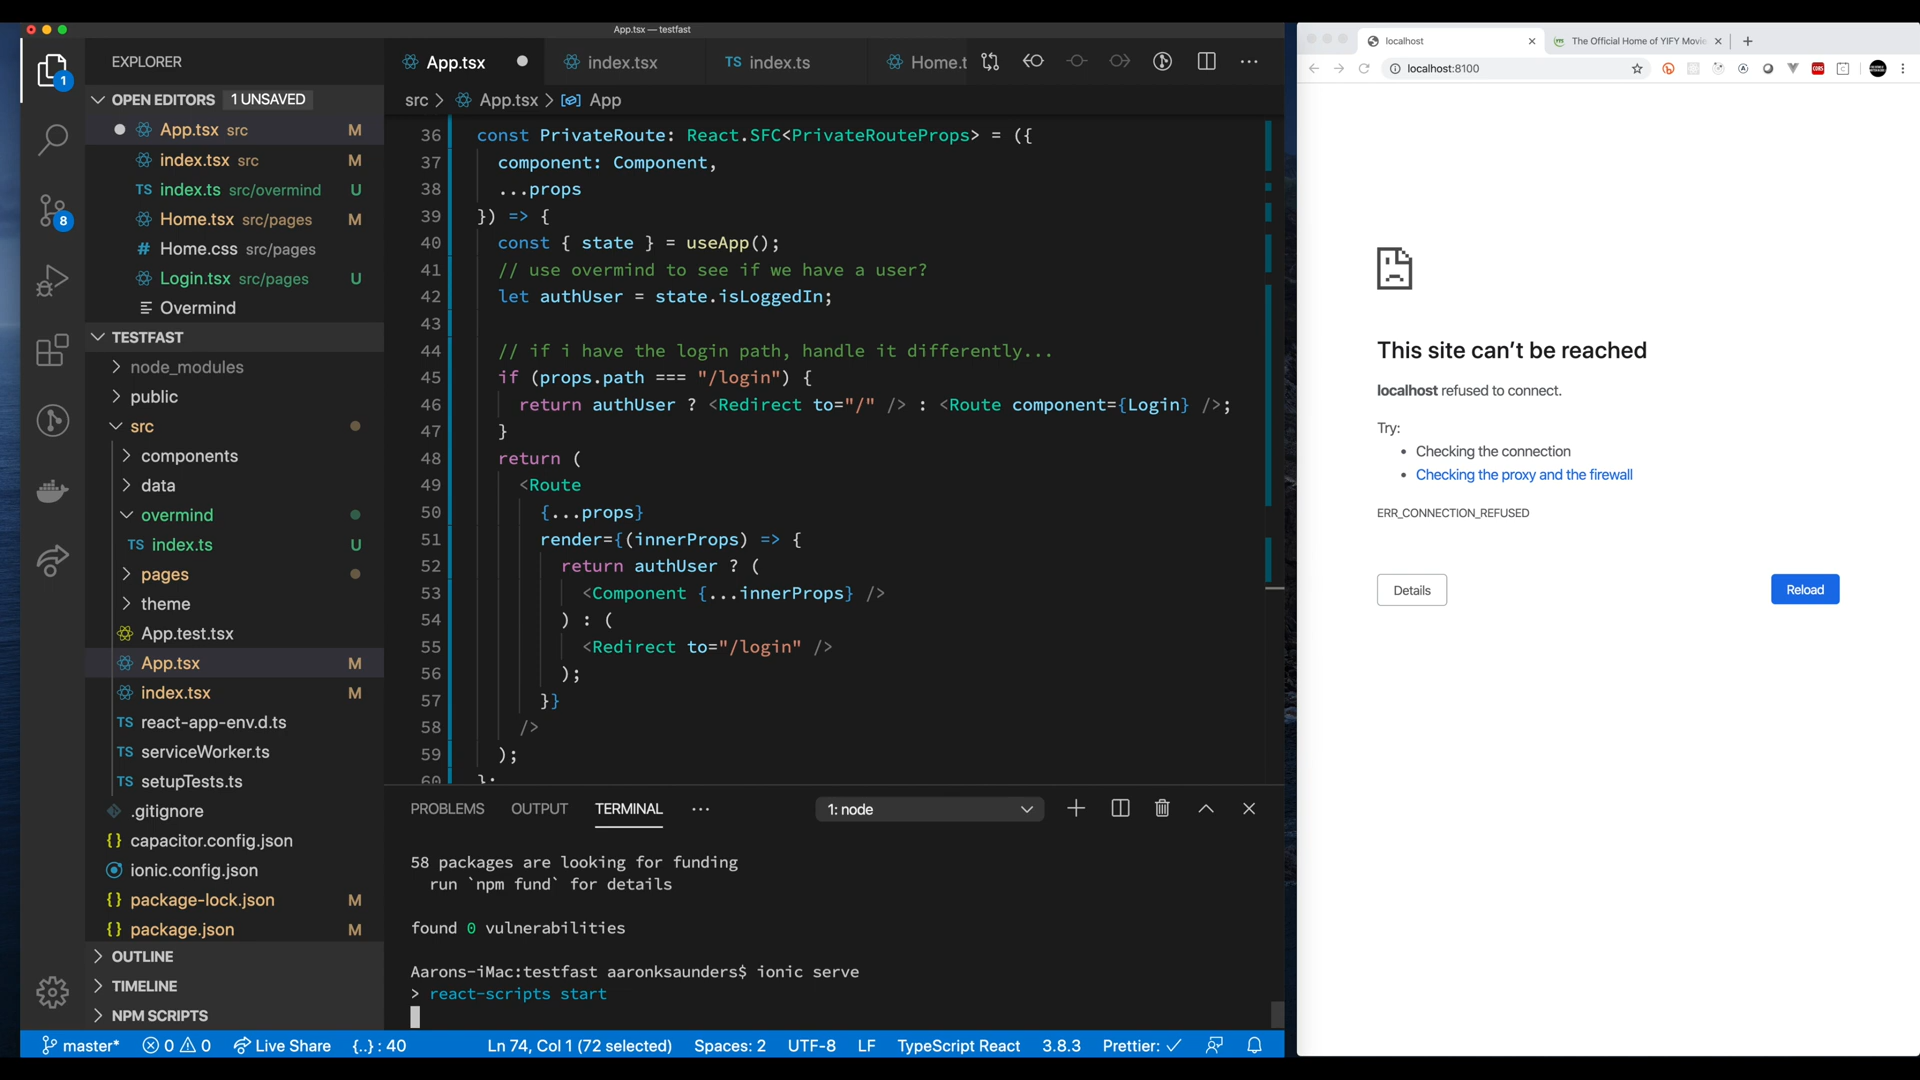 App.tsx — testfast
EXPLORER
1
8
OPEN EDITORS 1 UNSAVED
App.tsx src M
index.tsx src M
TS index.ts src/overmind U
Home.tsx src/pages M
# Home.css src/pages
Login.tsx src/pages U
Overmind
TESTFAST
node_modules
public
src
components
data
overmind
TS index.ts U
pages
theme
App.test.tsx
App.tsx M
index.tsx M
TS react-app-env.d.ts
TS serviceWorker.ts
TS setupTests.ts
.gitignore
{} capacitor.config.json
ionic.config.json
{} package-lock.json M
{} package.json M
OUTLINE
TIMELINE
NPM SCRIPTS
App.tsx index.tsx TS index.ts Home.t
src > App.tsx > App
36 const PrivateRoute: React.SFC<PrivateRouteProps> = ({
37 component: Component,
38 ...props
39 }) => {
40 const { state } = useApp();
41 // use overmind to see if we have a user?
42 let authUser = state.isLoggedIn;
43
44 // if i have the login path, handle it differently...
45 if (props.path === "/login") {
46 return authUser ? <Redirect to="/" /> : <Route component={Login} />;
47 }
48 return (
49 <Route
50 {...props}
51 render={(innerProps) => {
52 return authUser ? (
53 <Component {...innerProps} />
54 ) : (
55 <Redirect to="/login" />
56 );
57 }}
58 />
59 );
60 };
PROBLEMS OUTPUT TERMINAL ··· 1: node
58 packages are looking for funding
run `npm fund` for details
found 0 vulnerabilities
Aarons-iMac:testfast aaronksaunders$ ionic serve
> react-scripts start
master* 0 0 Live Share {..} : 40 Ln 74, Col 1 (72 selected) Spaces: 2 UTF-8 LF TypeScript React 3.8.3 Prettier: ✓
localhost The Official Home of YIFY Movie
localhost:8100
CORS
This site can’t be reached
localhost refused to connect.
Try:
• Checking the connection
• Checking the proxy and the firewall
ERR_CONNECTION_REFUSED
Details Reload